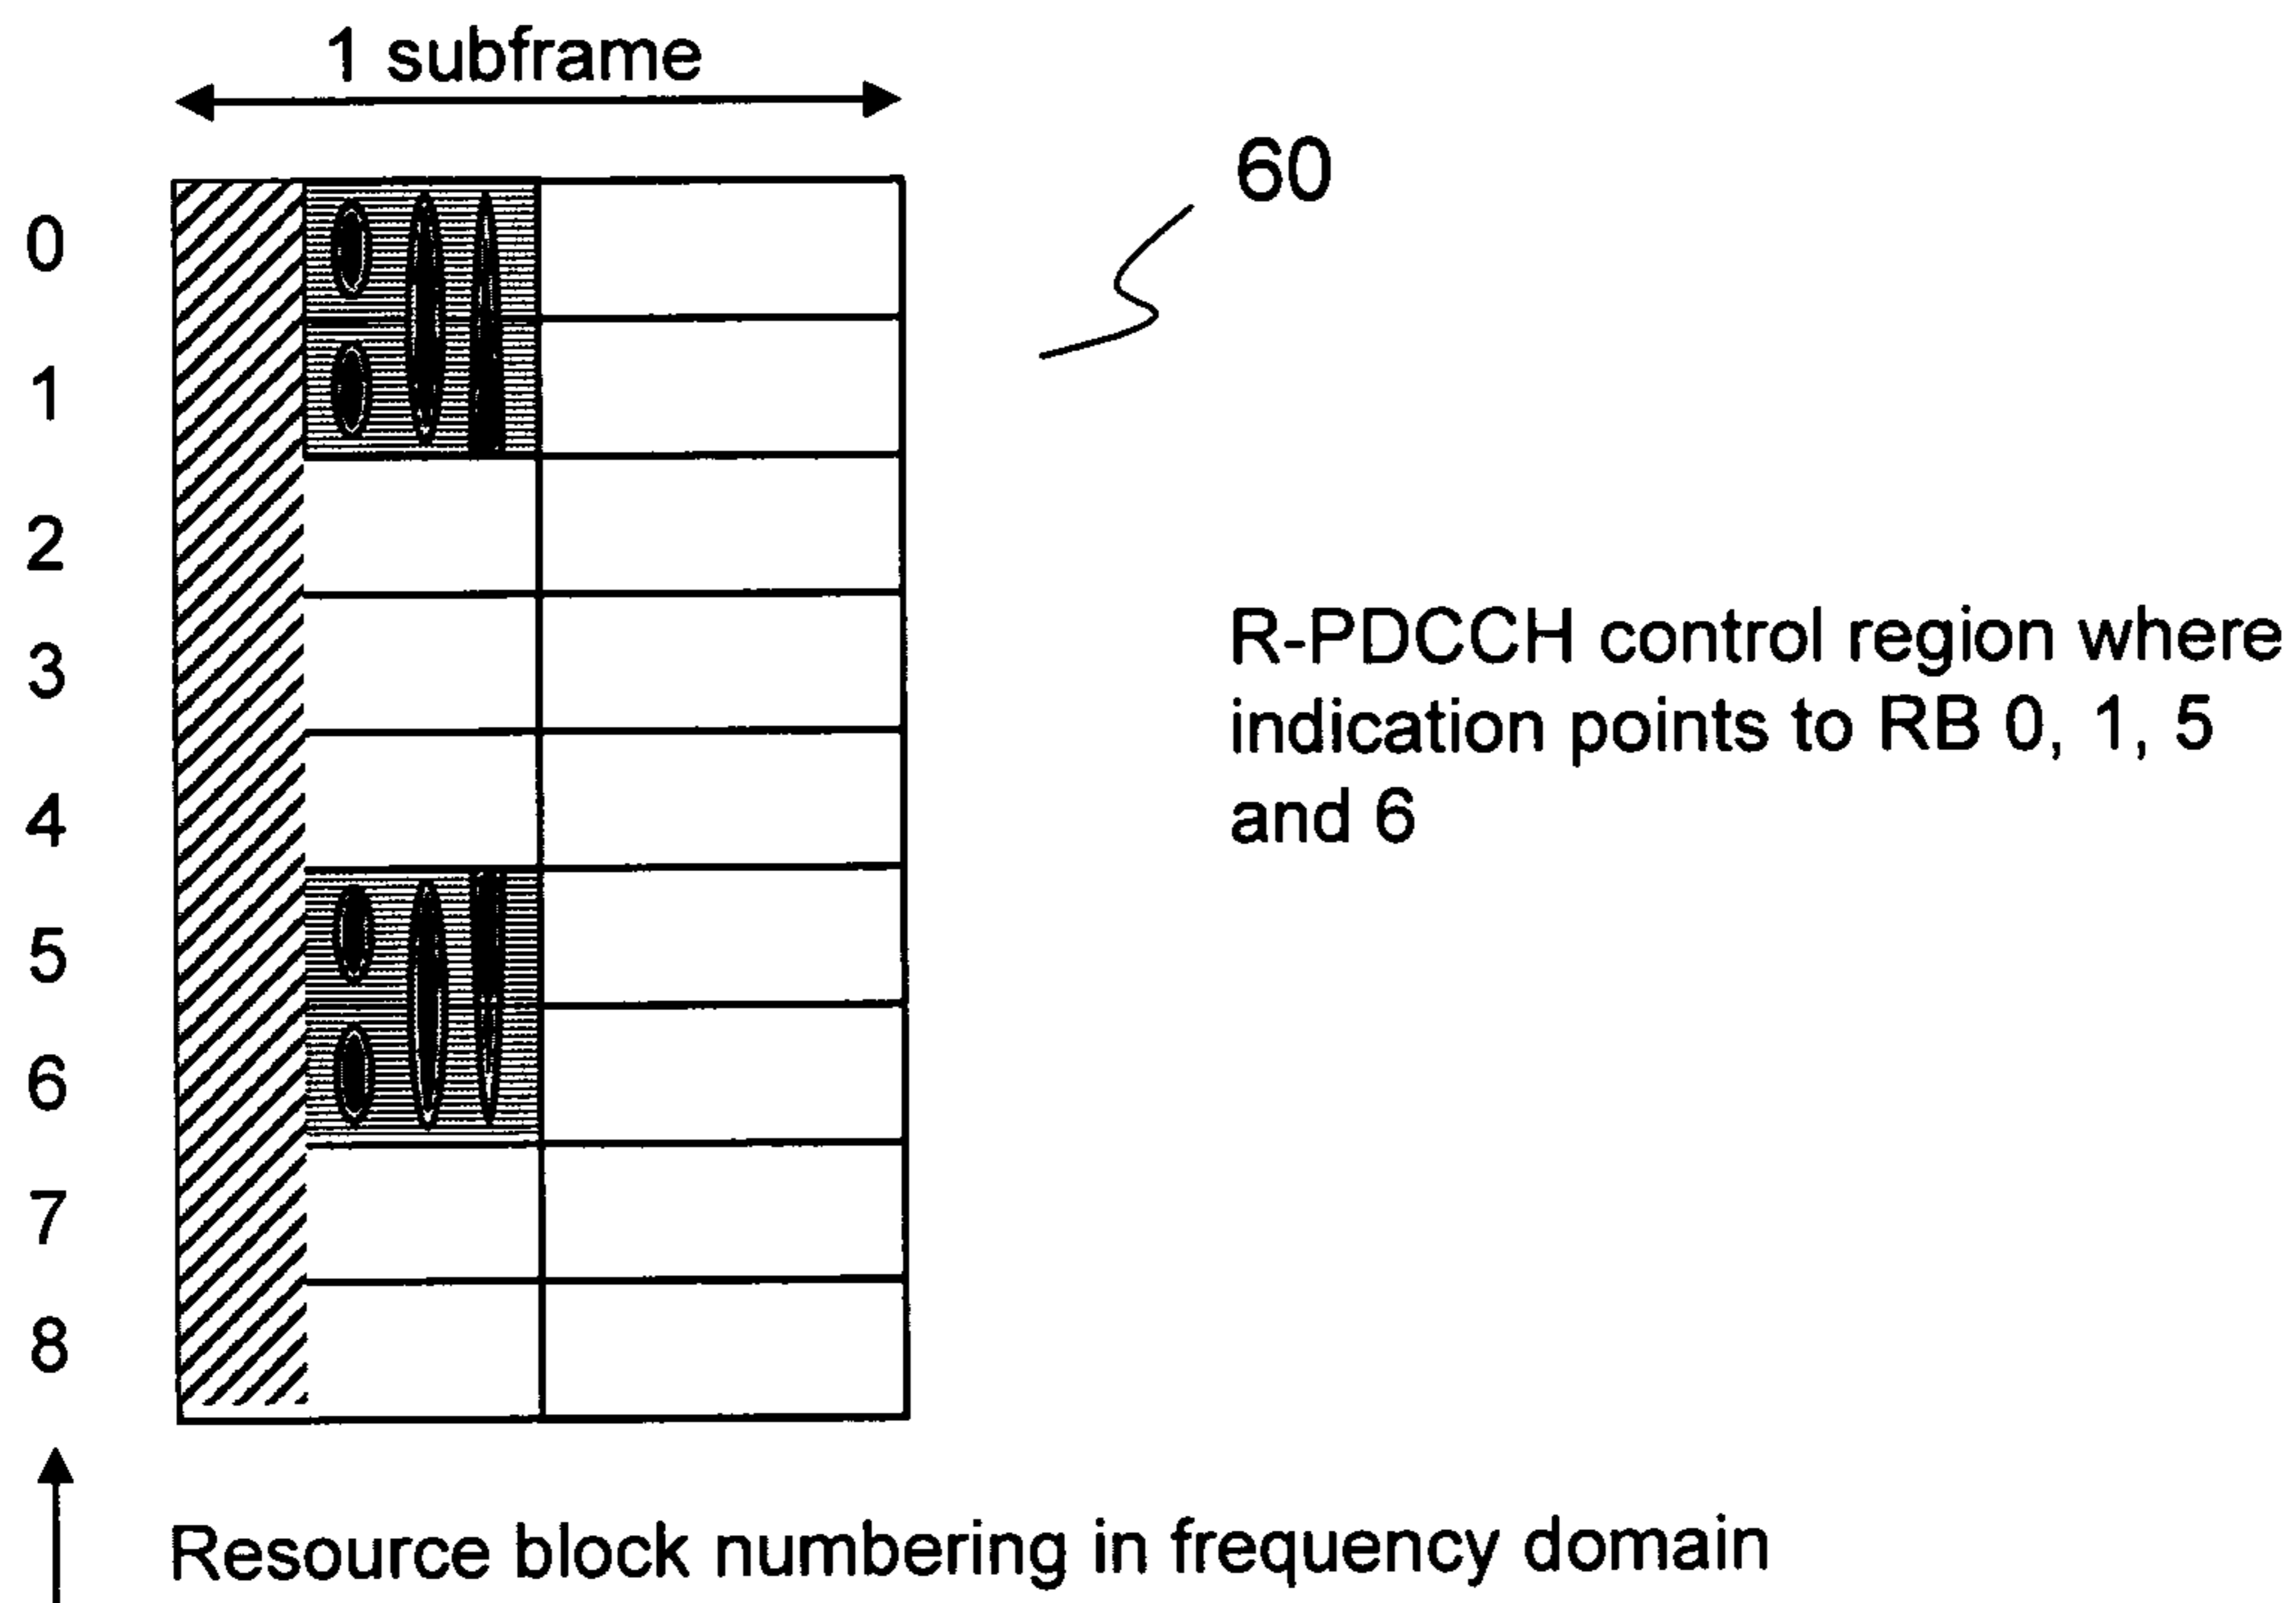 1 subframe
60
0
1
2
3
4
5
6
7
8
R-PDCCH control region where
indication points to RB 0, 1, 5
and 6
Resource block numbering in frequency domain